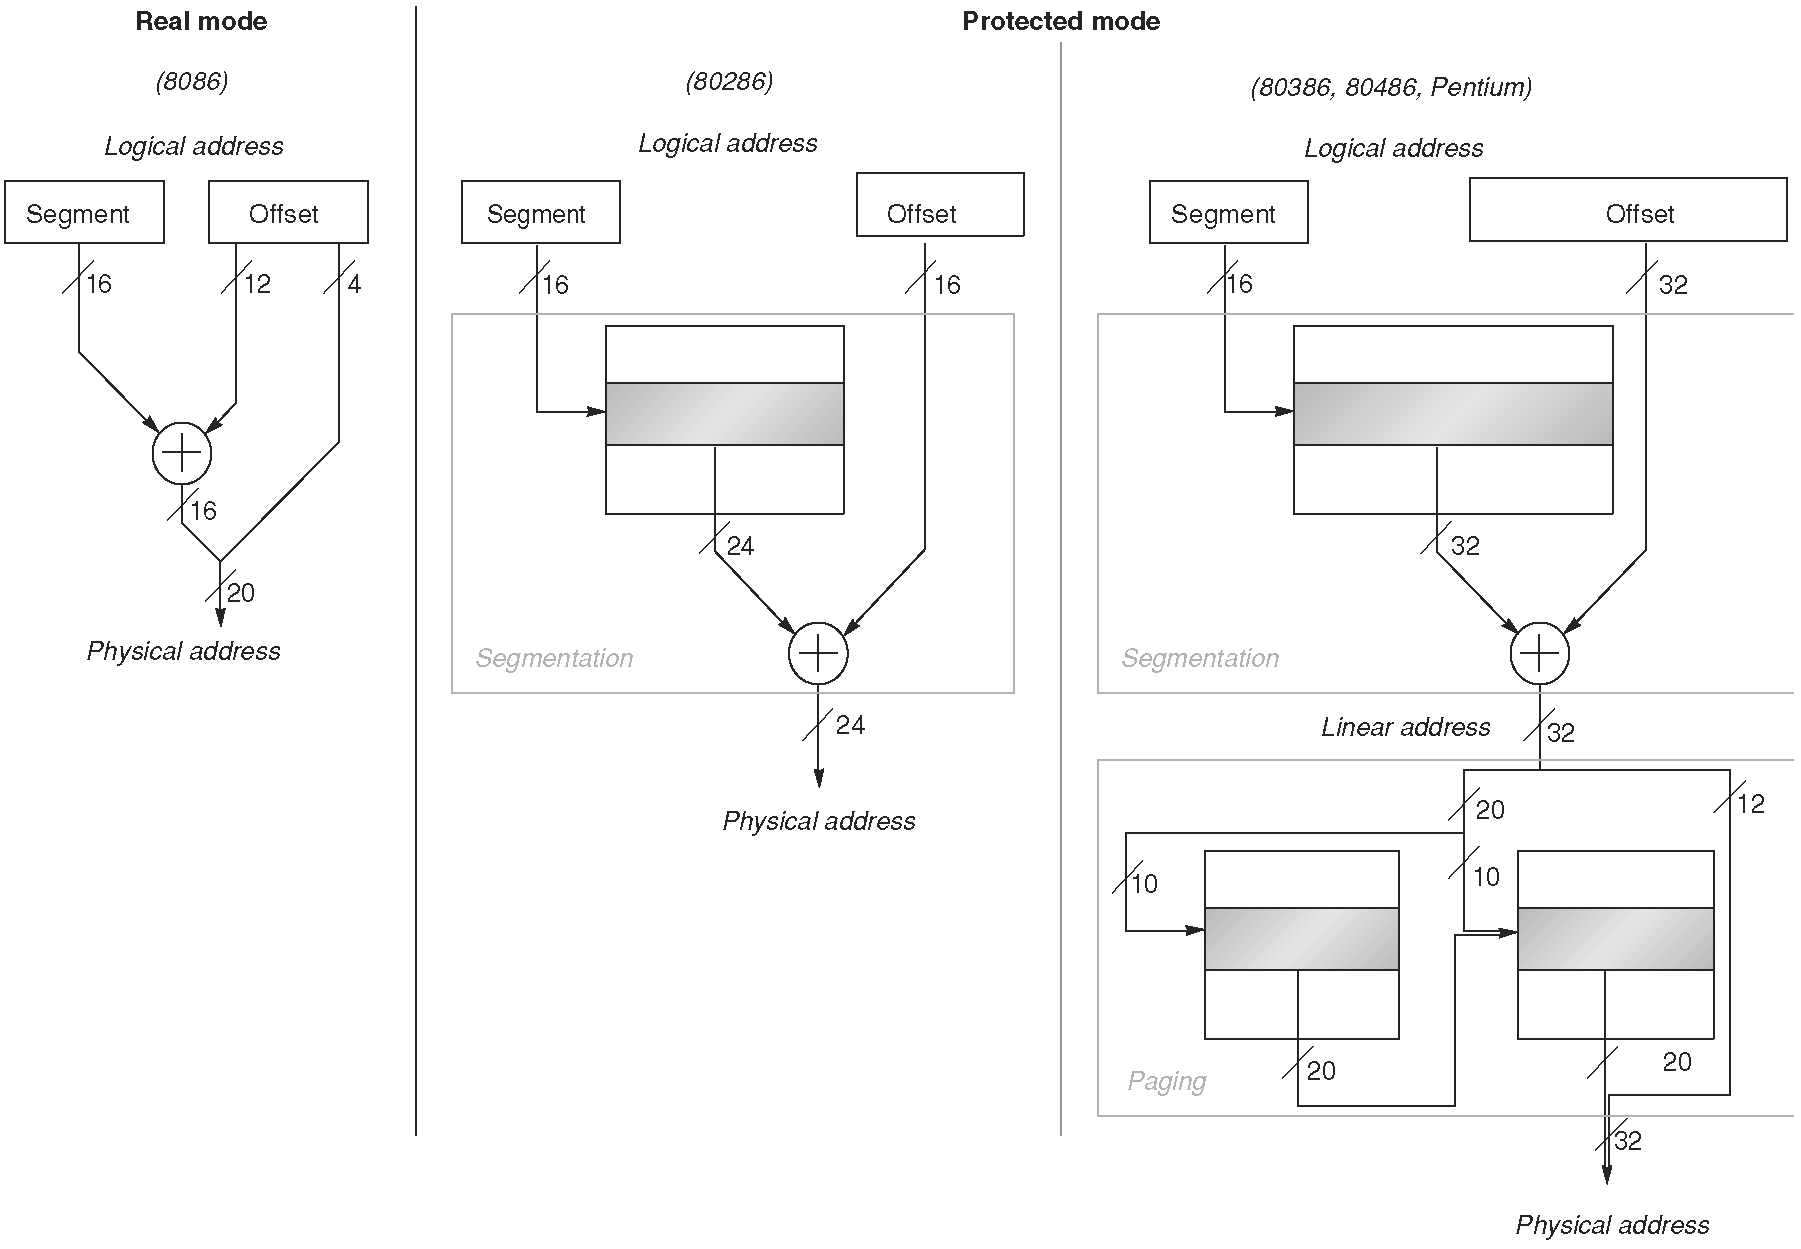 Real mode
(8086)
Logical address
Segment
Offset
16
12
4
16
20
Physical address
Protected mode
(80286)
Logical address
Segment
Offset
16
16
24
Segmentation
24
Physical address
(80386, 80486, Pentium)
Logical address
Segment
Offset
16
32
32
Segmentation
Linear address
32
20
12
10
10
20
20
Paging
32
Physical address